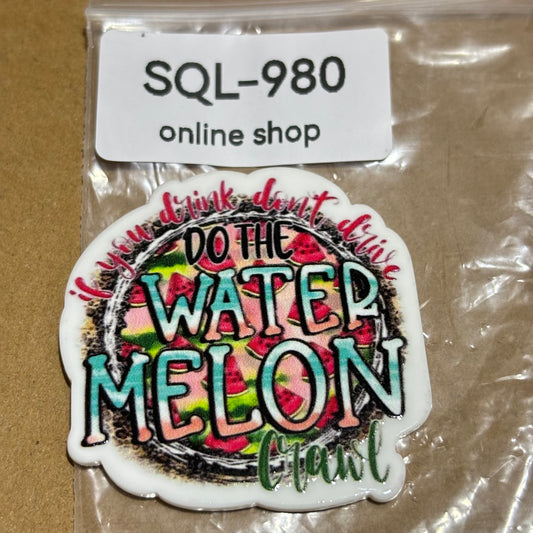 SQL-980
online shop
if you drink don't drive
DO THE
WATER
MELON
Crawl